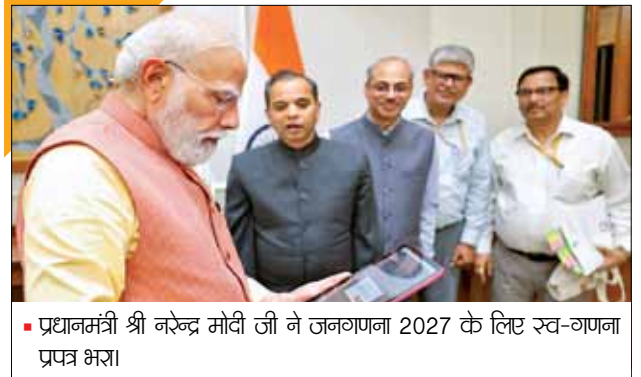 ▪ प्रधानमंत्री श्री नरेन्द्र मोदी जी ने जनगणना 2027 के लिए स्व-गणना
प्रपत्र भरा।